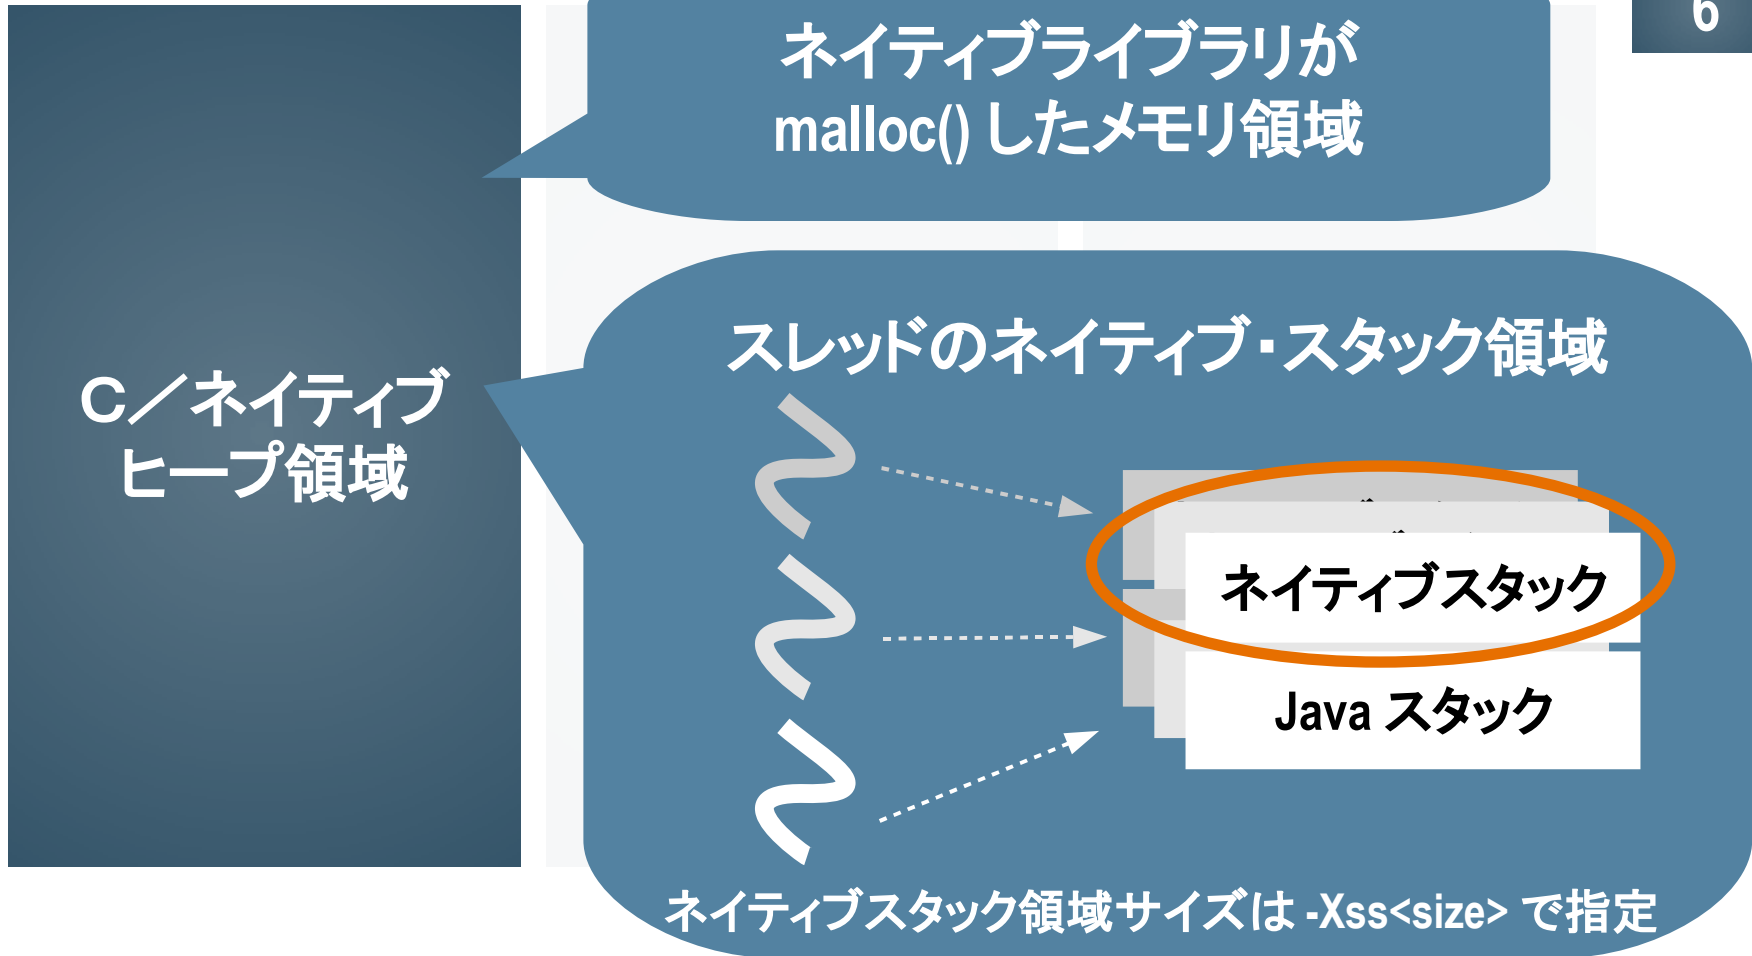 6
ネイティブライブラリが
malloc() したメモリ領域
C／ネイティブ
ヒープ領域
スレッドのネイティブ・スタック領域
ネイティブスタック
Java スタック
ネイティブスタック領域サイズは -Xss<size> で指定